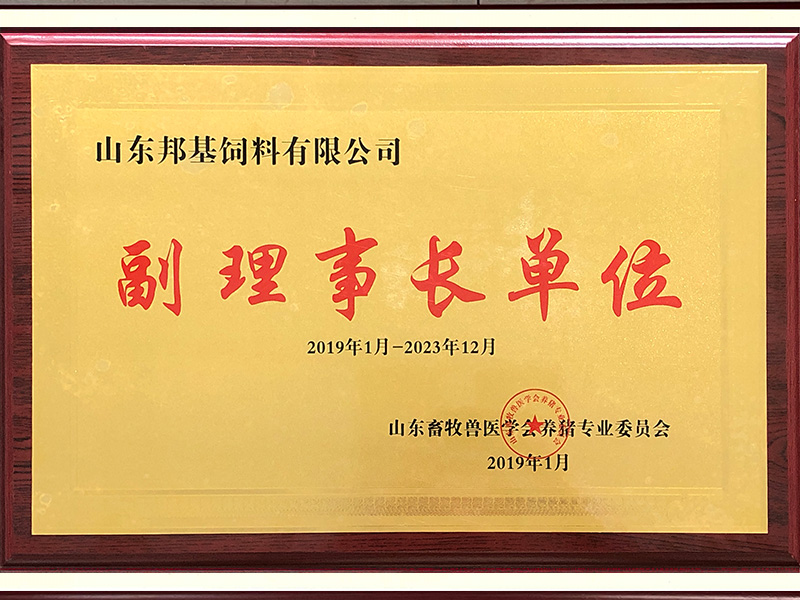 山东邦基饲料有限公司
副理事长单位
2019年1月-2023年12月
山东畜牧兽医学会养猪专业委员会
2019年1月